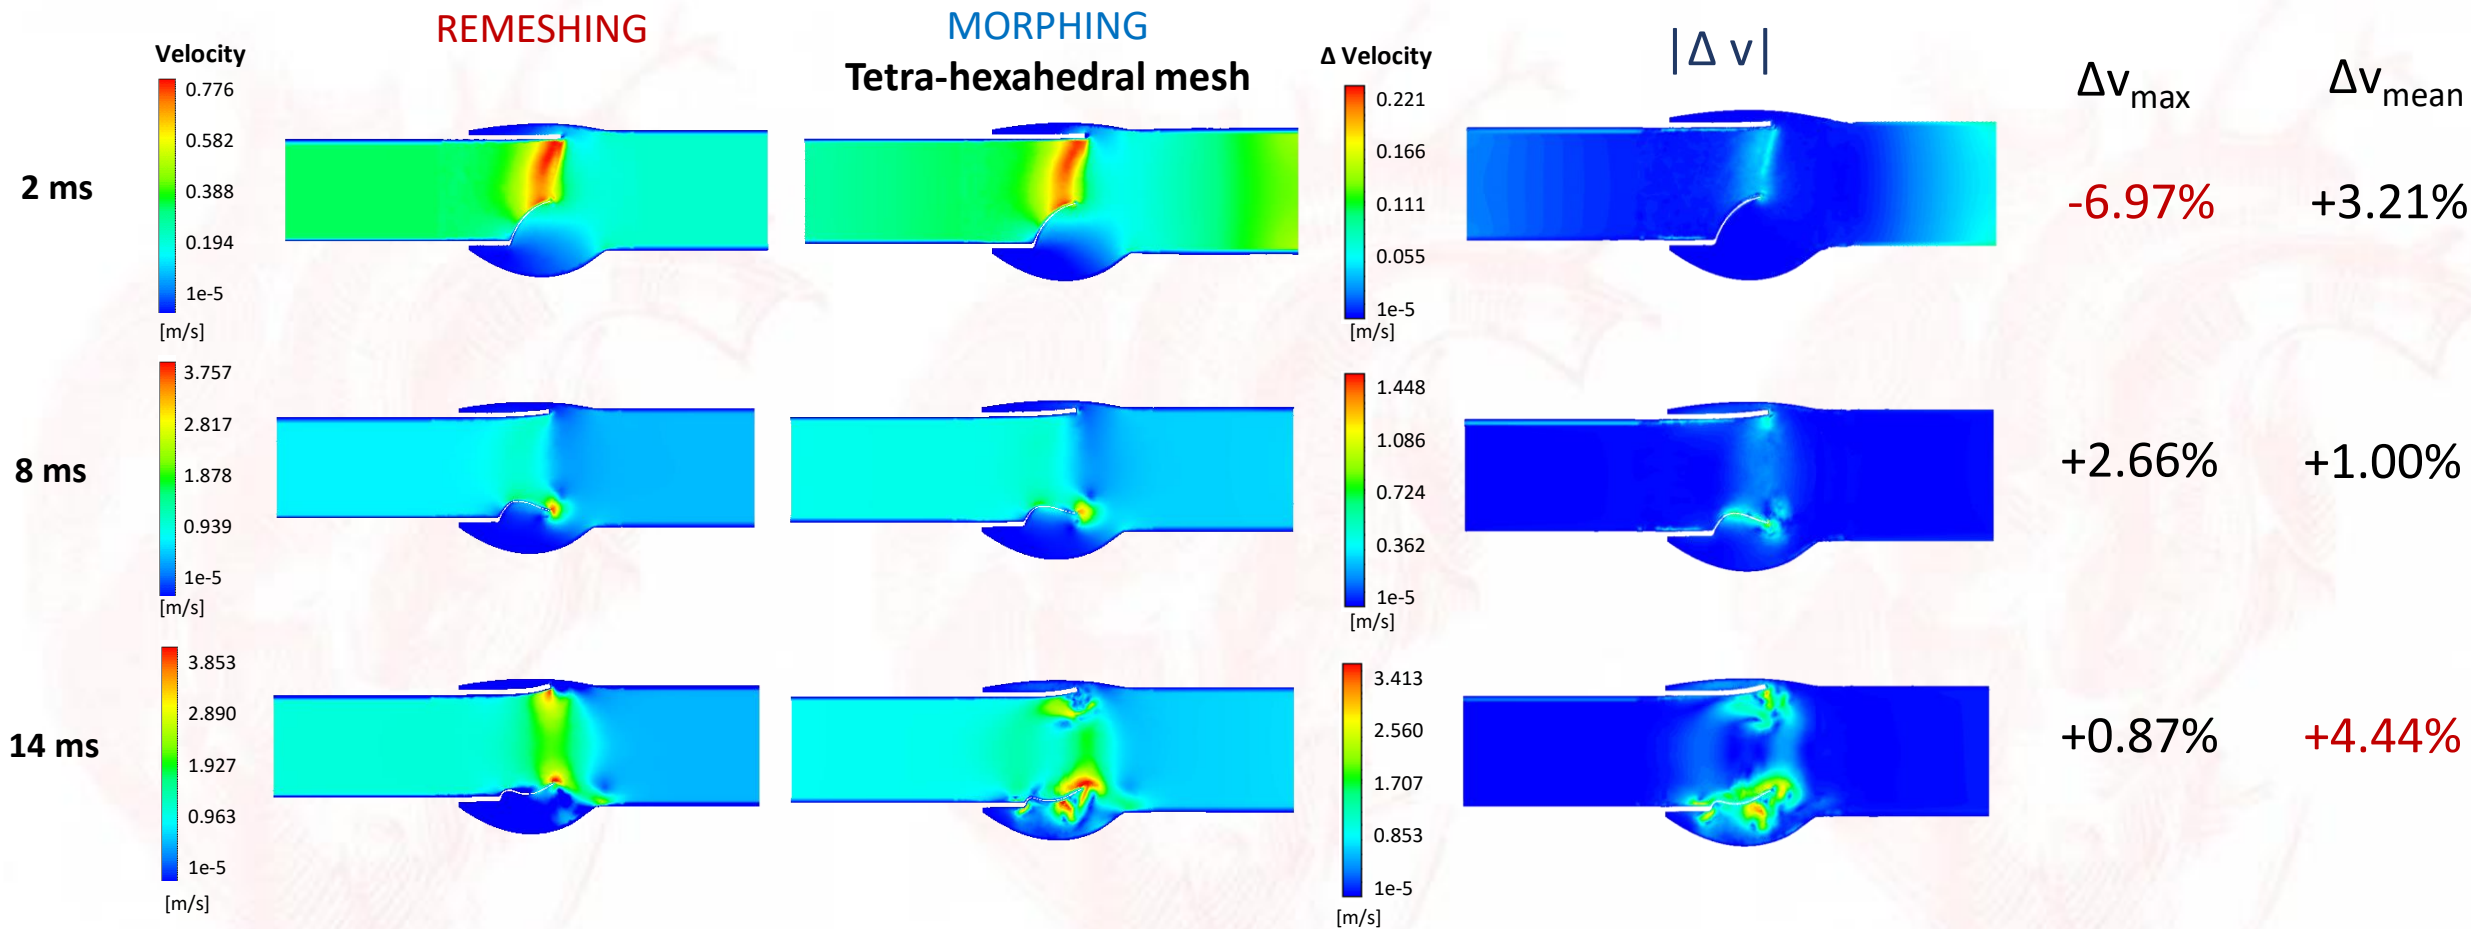 REMESHING
MORPHING
Tetra-hexahedral mesh
|Δ v|
Δvmax
Δvmean
Velocity
0.776
0.582
0.388
0.194
1e-5
[m/s]
Δ Velocity
0.221
0.166
0.111
0.055
1e-5
[m/s]
2 ms
-6.97%
+3.21%
3.757
2.817
1.878
0.939
1e-5
[m/s]
1.448
1.086
0.724
0.362
1e-5
[m/s]
8 ms
+2.66%
+1.00%
3.853
2.890
1.927
0.963
1e-5
[m/s]
3.413
2.560
1.707
0.853
1e-5
[m/s]
14 ms
+0.87%
+4.44%